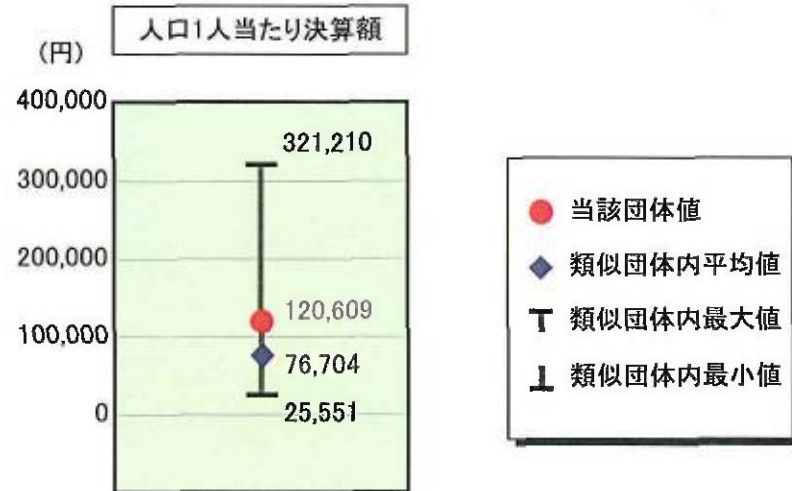 人口1人当たり決算額
(円)
400,000
321,210
300,000
200,000
120,609
100,000
76,704
25,551
0
当該団体値
類似団体内平均値
類似団体内最大値
類似団体内最小値